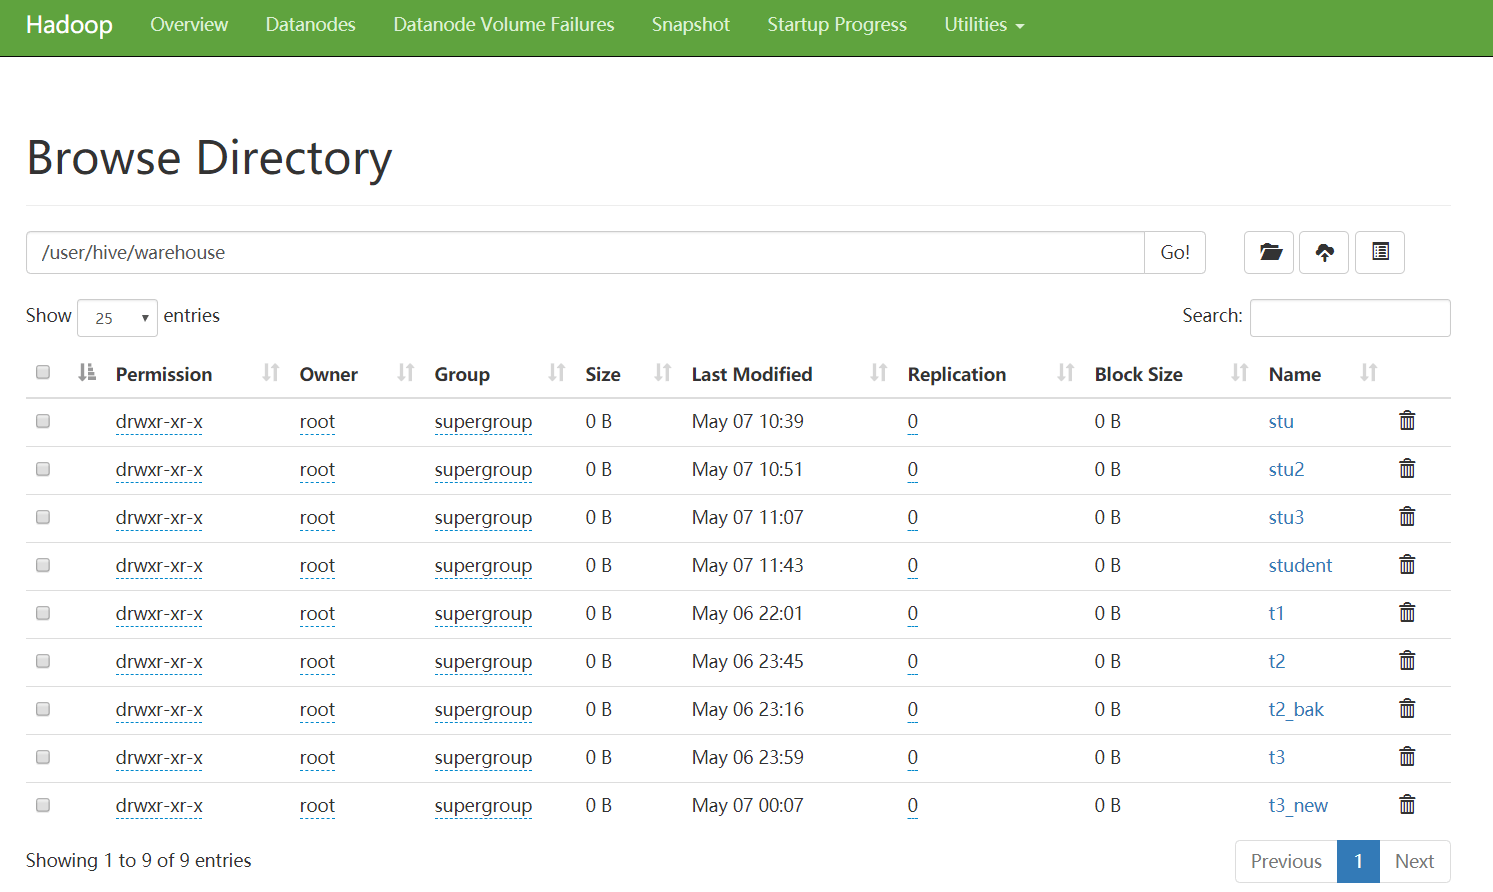 Hadoop Overview Datanodes Datanode Volume Failures Snapshot Startup Progress Utilities
Browse Directory
/user/hive/warehouse Go!
Show 25 entries Search:
Permission Owner Group Size Last Modified Replication Block Size Name
drwxr-xr-x root supergroup 0 B May 07 10:39 0 0 B stu
drwxr-xr-x root supergroup 0 B May 07 10:51 0 0 B stu2
drwxr-xr-x root supergroup 0 B May 07 11:07 0 0 B stu3
drwxr-xr-x root supergroup 0 B May 07 11:43 0 0 B student
drwxr-xr-x root supergroup 0 B May 06 22:01 0 0 B t1
drwxr-xr-x root supergroup 0 B May 06 23:45 0 0 B t2
drwxr-xr-x root supergroup 0 B May 06 23:16 0 0 B t2_bak
drwxr-xr-x root supergroup 0 B May 06 23:59 0 0 B t3
drwxr-xr-x root supergroup 0 B May 07 00:07 0 0 B t3_new
Showing 1 to 9 of 9 entries Previous 1 Next